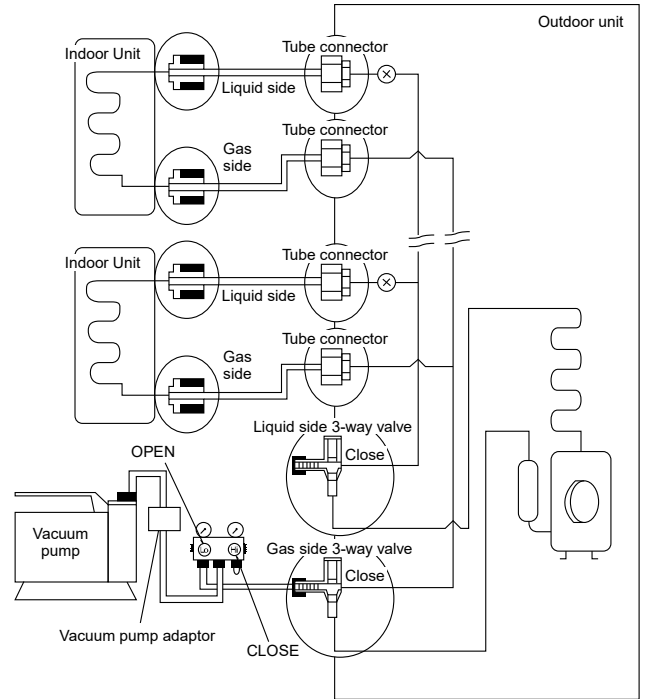 Outdoor unit
Indoor Unit
Tube connector
Liquid side
Tube connector
Gas
side
Indoor Unit
Tube connector
Liquid side
Tube connector
Gas
side
Liquid side 3-way valve
Close
OPEN
Vacuum
pump
Lo
Hi
Gas side 3-way valve
Close
Vacuum pump adaptor
CLOSE